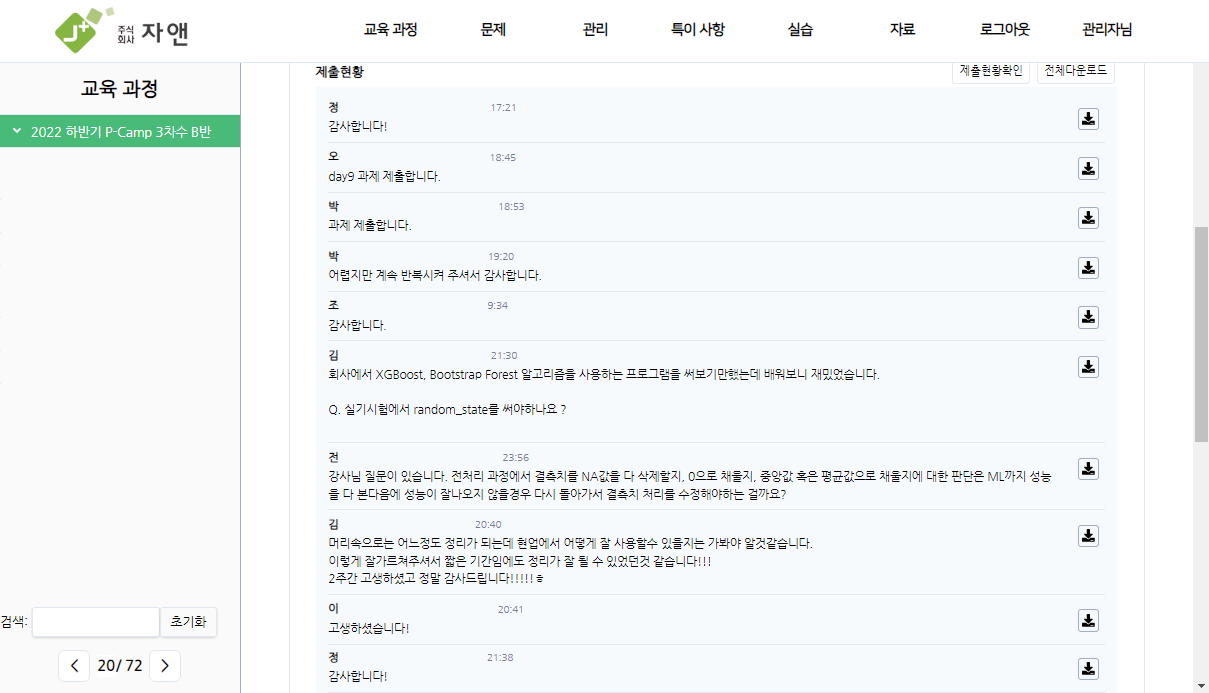 J+ 주식회사 자앤
교육 과정 문제 관리 특이 사항 실습 자료 로그아웃 관리자님
교육 과정
2022 하반기 P-Camp 3차수 B반
제출현황 제출현황확인 전체다운로드
정 17:21
감사합니다!
오 18:45
day9 과제 제출합니다.
박 18:53
과제 제출합니다.
박 19:20
어렵지만 계속 반복시켜 주셔서 감사합니다.
조 9:34
감사합니다.
김 21:30
회사에서 XGBoost, Bootstrap Forest 알고리즘을 사용하는 프로그램을 써보기만했는데 배워보니 재밌었습니다.
Q. 실기시험에서 random_state를 써야하나요 ?
전 23:56
강사님 질문이 있습니다. 전처리 과정에서 결측치를 NA값을 다 삭제할지, 0으로 채울지, 중앙값 혹은 평균값으로 채울지에 대한 판단은 ML까지 성능
을 다 본다음에 성능이 잘나오지 않을경우 다시 돌아가서 결측치 처리를 수정해야하는 걸까요?
김 20:40
머리속으로는 어느정도 정리가 되는데 현업에서 어떻게 잘 사용할수 있을지는 가봐야 알것같습니다.
이렇게 잘가르쳐주셔서 짧은 기간임에도 정리가 잘 될 수 있었던것 같습니다!!!
2주간 고생하셨고 정말 감사드립니다!!!!!ㅎ
이 20:41
고생하셨습니다!
정 21:38
감사합니다!
검색: 초기화
20/ 72